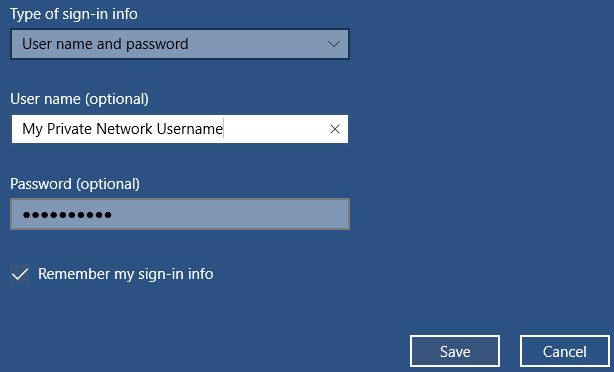 Type of sign-in info
User name and password
User name (optional)
My Private Network Username
Password (optional)
●●●●●●●●●●
Remember my sign-in info
Save Cancel